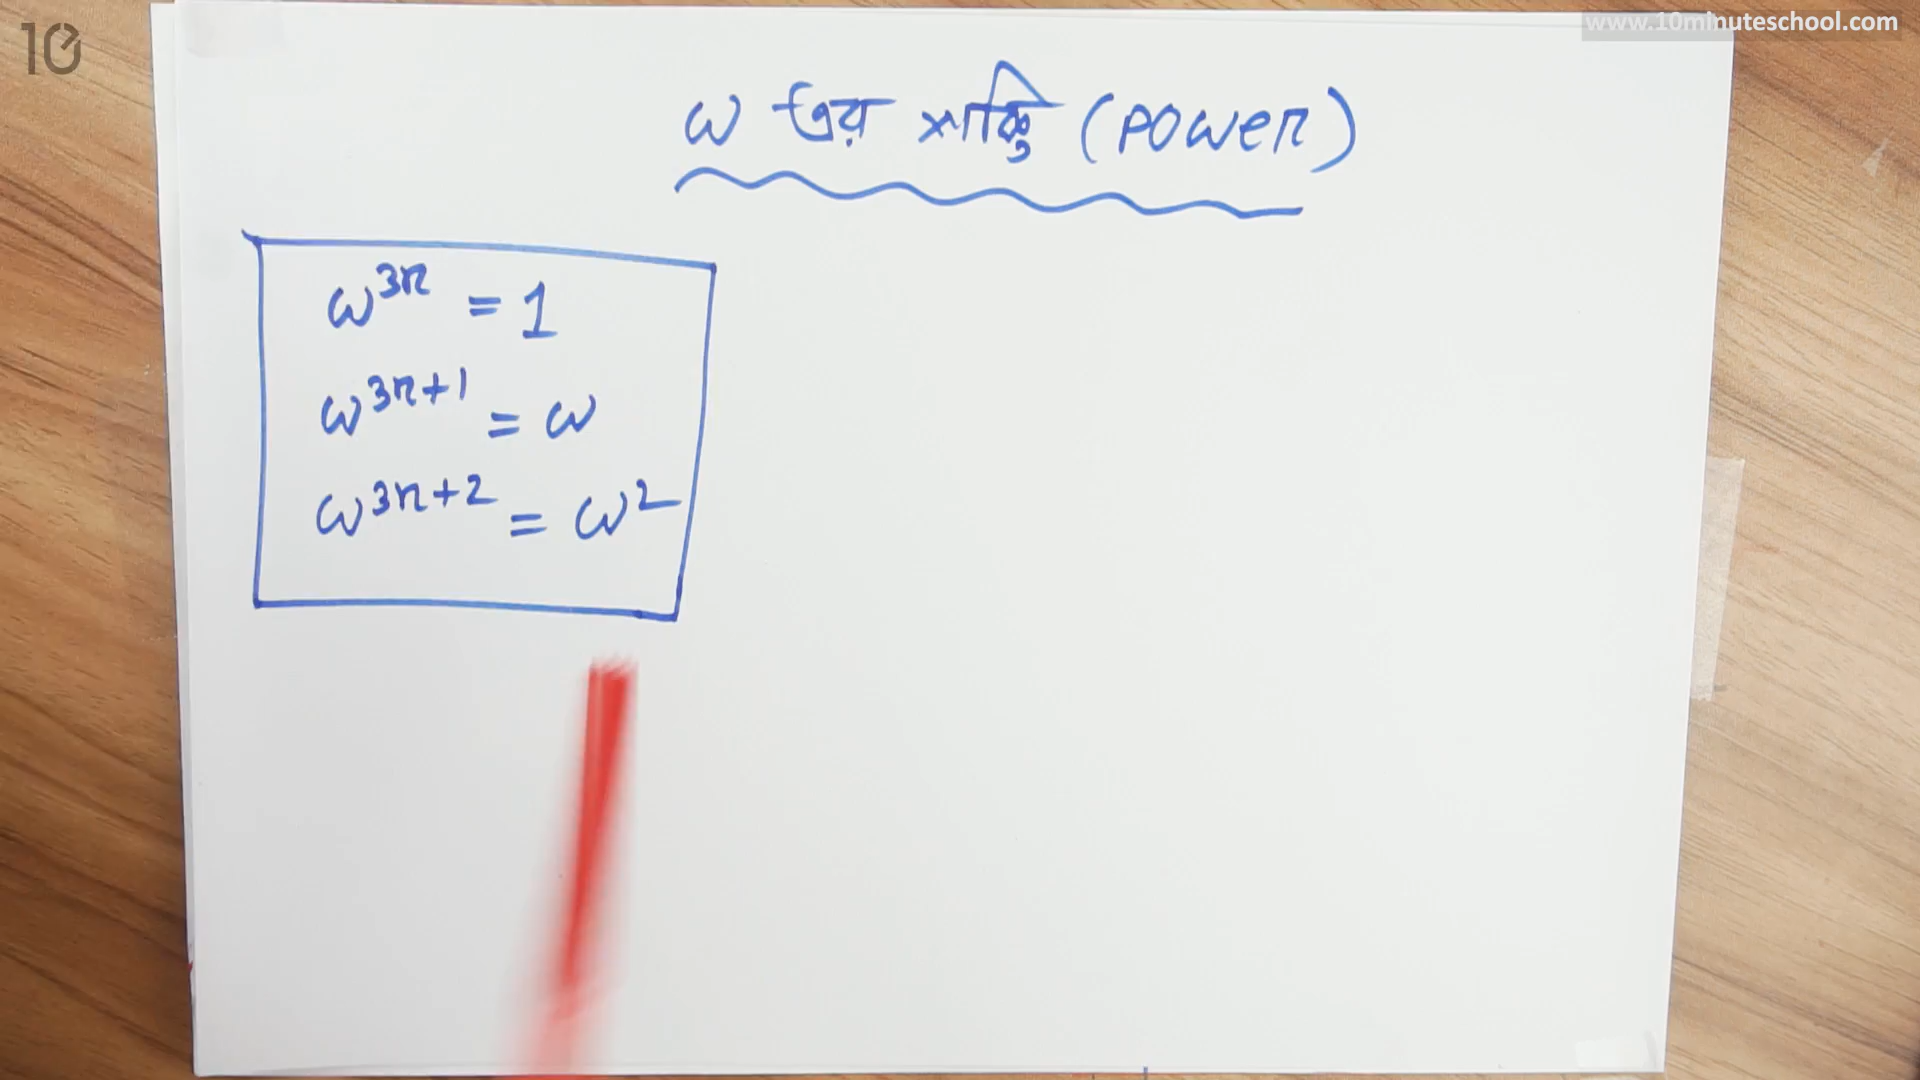 10
www.10minuteschool.com
ω এর শক্তি (power)
ω^3n = 1
ω^3n+1 = ω
ω^3n+2 = ω^2